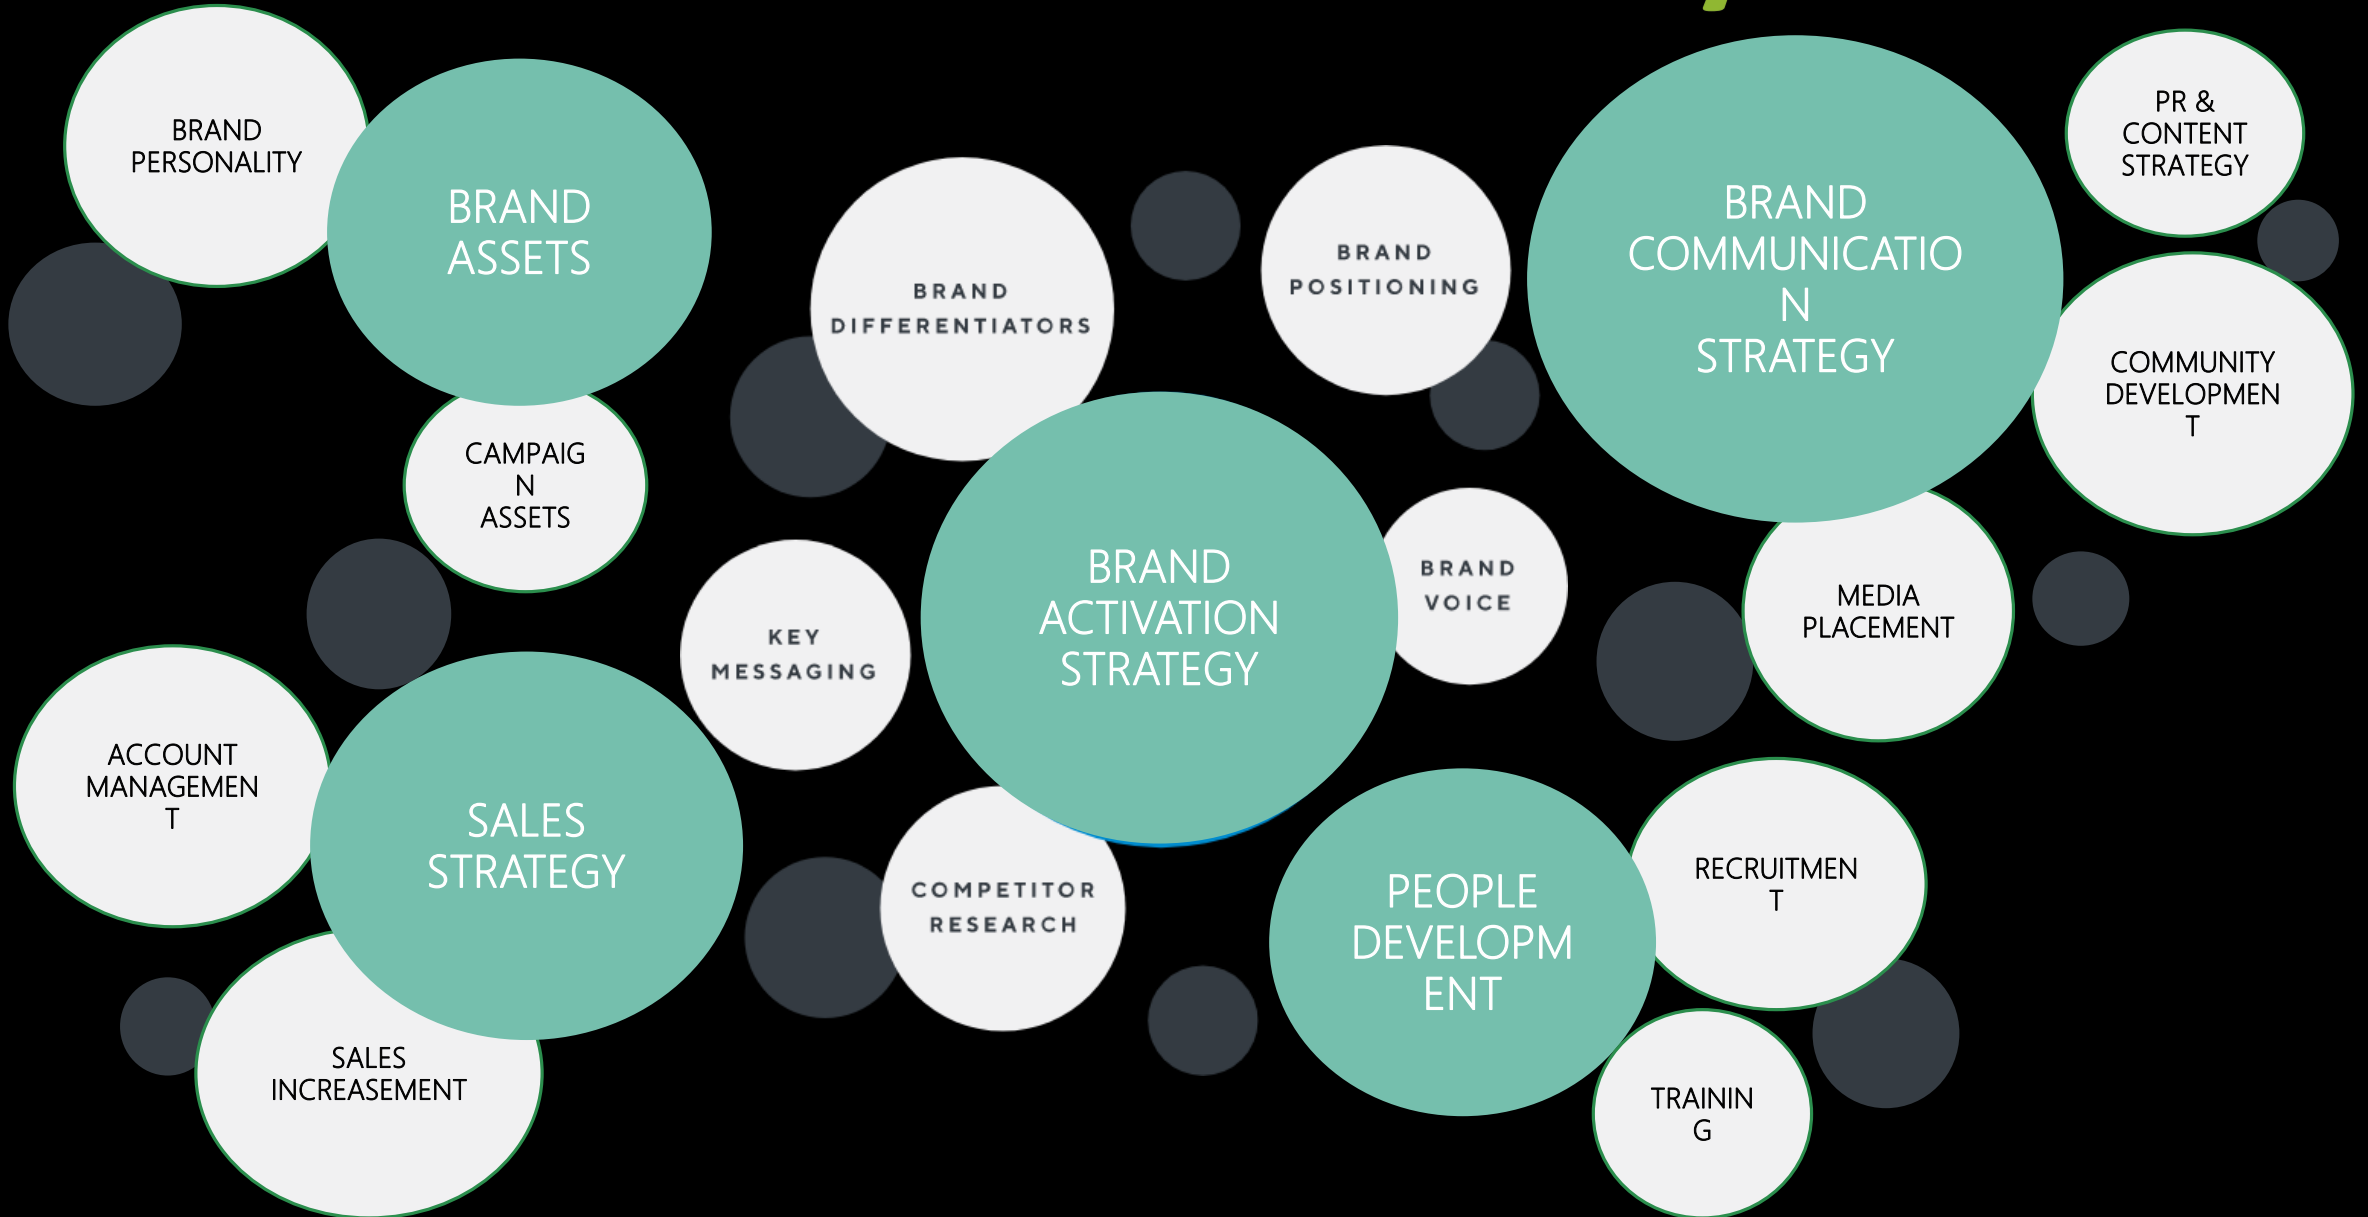 BRAND
PERSONALITY
BRAND
ASSETS
CAMPAIG
N
ASSETS
BRAND
DIFFERENTIATORS
BRAND
POSITIONING
BRAND
COMMUNICATIO
N
STRATEGY
PR &
CONTENT
STRATEGY
COMMUNITY
DEVELOPMEN
T
MEDIA
PLACEMENT
BRAND
ACTIVATION
STRATEGY
BRAND
VOICE
KEY
MESSAGING
COMPETITOR
RESEARCH
ACCOUNT
MANAGEMEN
T
SALES
STRATEGY
SALES
INCREASEMENT
PEOPLE
DEVELOPM
ENT
RECRUITMEN
T
TRAININ
G